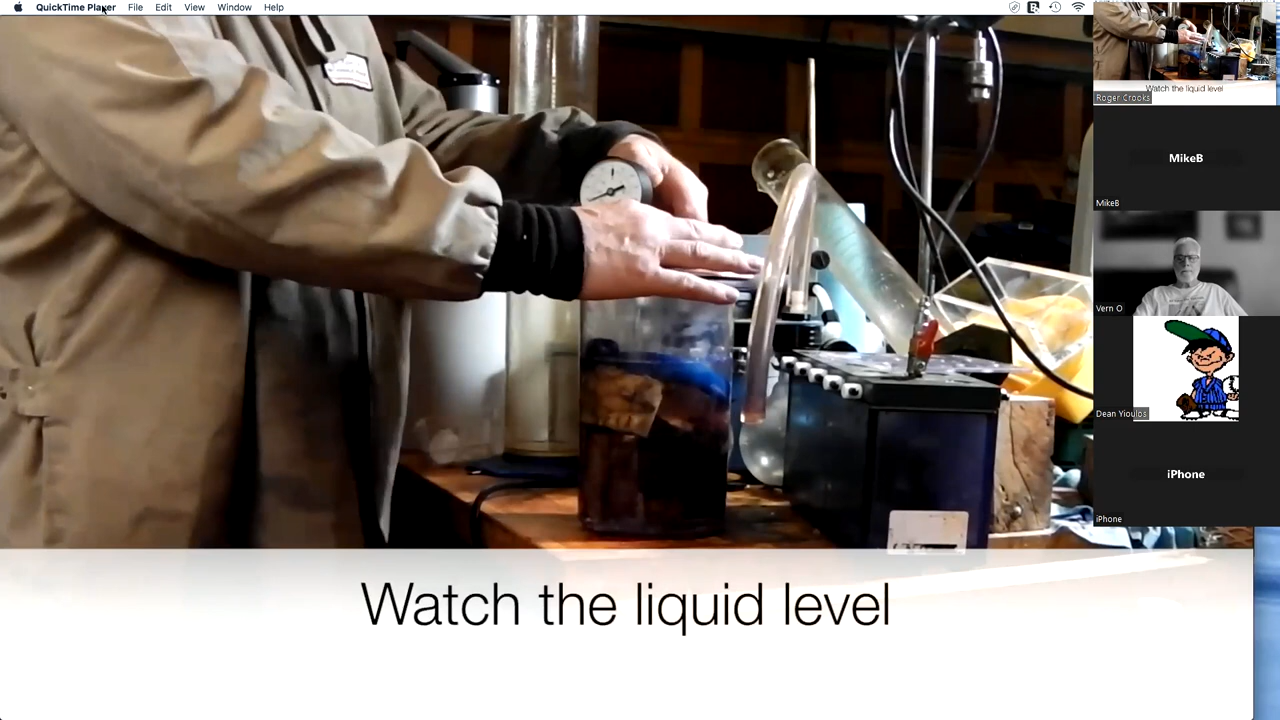 QuickTime Player File Edit View Window Help
Watch the liquid level
Roger Crooks
MikeB
MikeB
Vern O
Dean Yioulos
iPhone
iPhone
Watch the liquid level